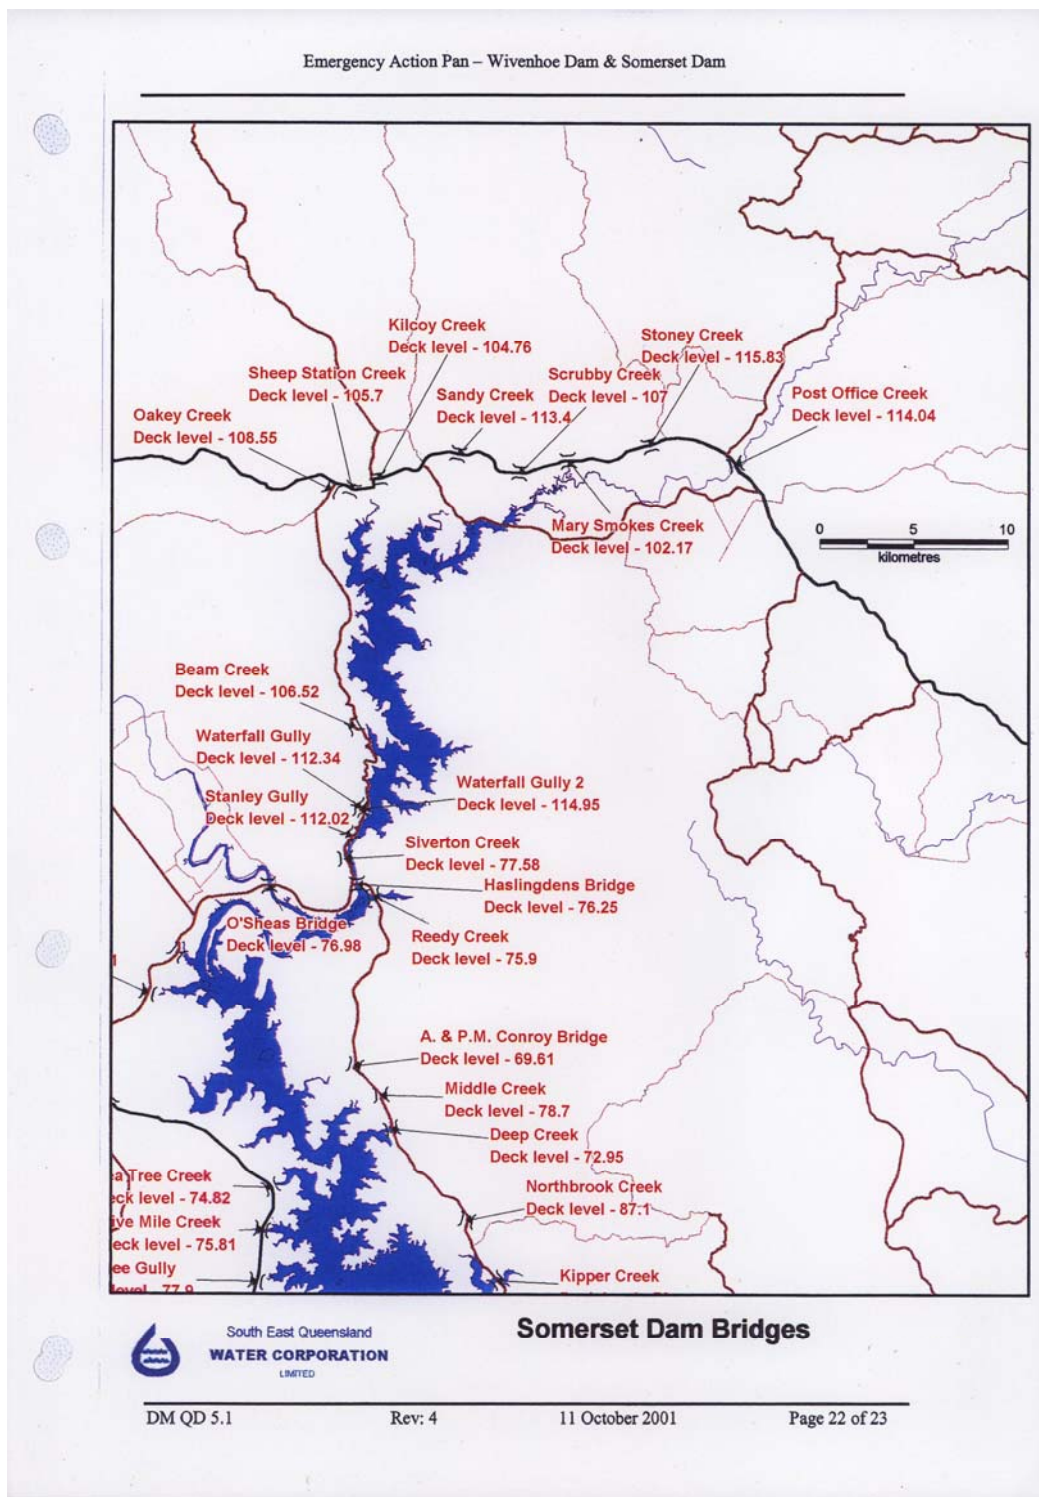 Emergency Action Pan – Wivenhoe Dam & Somerset Dam
Kilcoy Creek
Deck level - 104.76
Stoney Creek
Deck level - 115.83
Sheep Station Creek
Deck level - 105.7
Scrubby Creek
Deck level - 107
Sandy Creek
Deck level - 113.4
Post Office Creek
Deck level - 114.04
Oakey Creek
Deck level - 108.55
Mary Smokes Creek
Deck level - 102.17
0 5 10
kilometres
Beam Creek
Deck level - 106.52
Waterfall Gully
Deck level - 112.34
Waterfall Gully 2
Deck level - 114.95
Stanley Gully
Deck level - 112.02
Siverton Creek
Deck level - 77.58
Haslingdens Bridge
Deck level - 76.25
O'Sheas Bridge
Deck level - 76.98
Reedy Creek
Deck level - 75.9
A. & P.M. Conroy Bridge
Deck level - 69.61
Middle Creek
Deck level - 78.7
Deep Creek
Deck level - 72.95
a Tree Creek
eck level - 74.82
Northbrook Creek
Deck level - 87.1
ive Mile Creek
eck level - 75.81
ee Gully
level - 77.9
Kipper Creek
Somerset Dam Bridges
South East Queensland
WATER CORPORATION
LIMITED
DM QD 5.1 Rev: 4 11 October 2001 Page 22 of 23